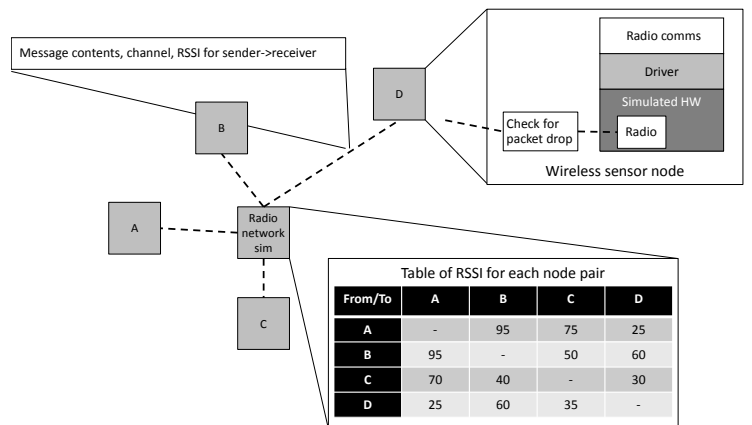 Message contents, channel, RSSI for sender->receiver
B
D
A
Radio
network
sim
C
Radio comms
Driver
Simulated HW
Radio
Check for
packet drop
Wireless sensor node
Table of RSSI for each node pair
From/To A B C D
A - 95 75 25
B 95 - 50 60
C 70 40 - 30
D 25 60 35 -